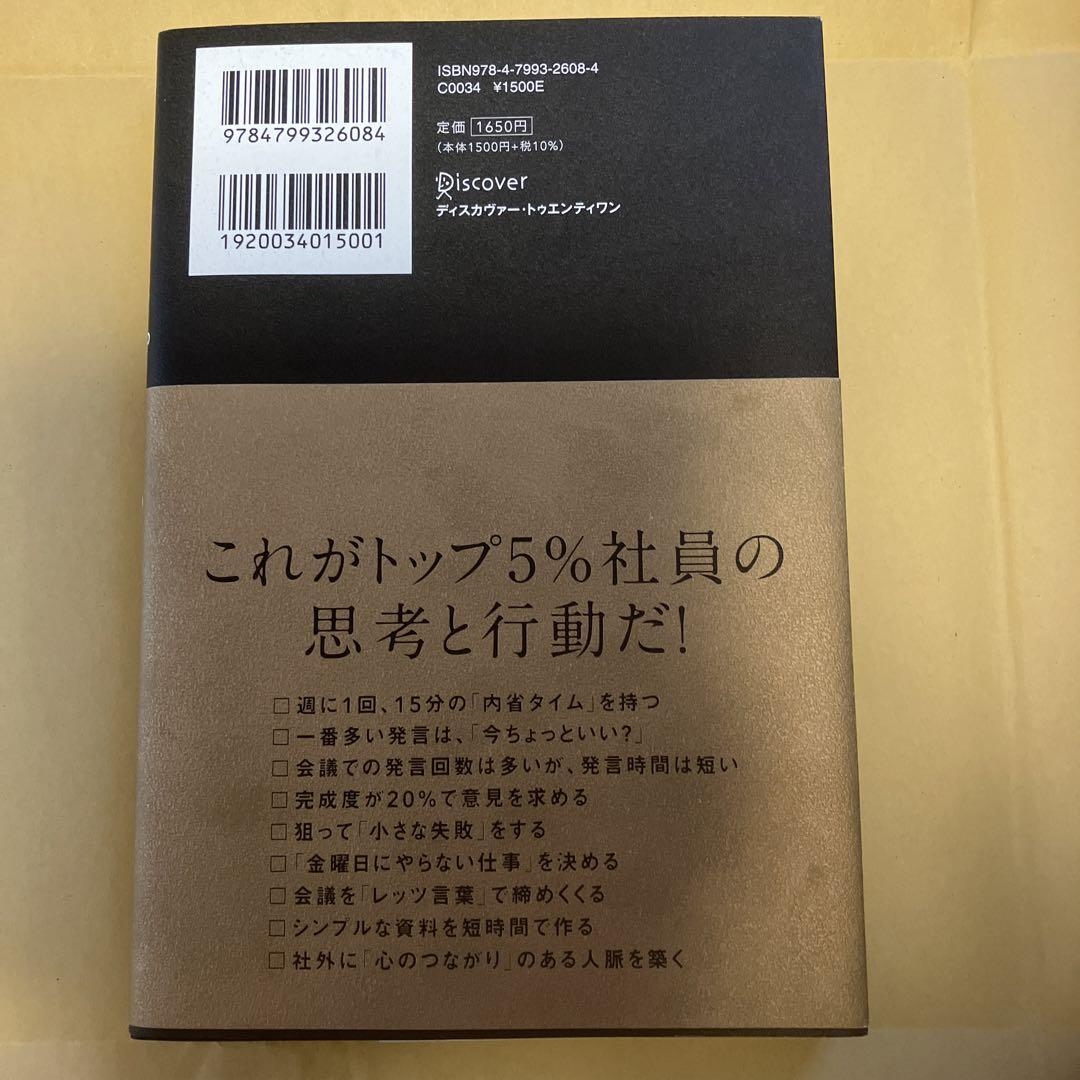 9784799326084
1920034015001
ISBN978-4-7993-2608-4
C0034 ¥1500E
定価 1650円
(本体1500円+税10%)
Discover
ディスカヴァー・トゥエンティワン
これがトップ5%社員の
思考と行動だ!
□週に1回、15分の「内省タイム」を持つ
□一番多い発言は、「今ちょっといい?」
□会議での発言回数は多いが、発言時間は短い
□完成度が20%で意見を求める
□狙って「小さな失敗」をする
□「金曜日にやらない仕事」を決める
□会議を「レッツ言葉」で締めくくる
□シンプルな資料を短時間で作る
□社外に「心のつながり」のある人脈を築く